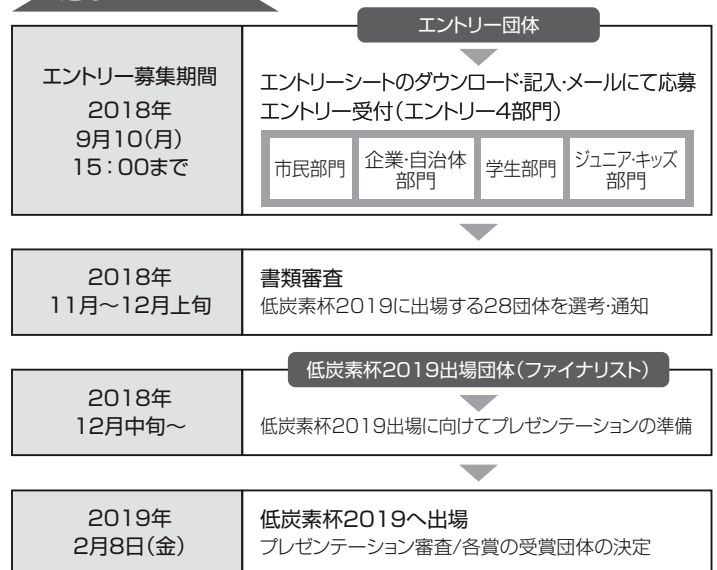 エントリー団体
エントリー募集期間
2018年
9月10(月)
15:00まで
エントリーシートのダウンロード・記入・メールにて応募
エントリー受付(エントリー4部門)
市民部門
企業・自治体
部門
学生部門
ジュニア・キッズ
部門
2018年
11月〜12月上旬
書類審査
低炭素杯2019に出場する28団体を選考・通知
低炭素杯2019出場団体(ファイナリスト)
2018年
12月中旬〜
低炭素杯2019出場に向けてプレゼンテーションの準備
2019年
2月8日(金)
低炭素杯2019へ出場
プレゼンテーション審査/各賞の受賞団体の決定